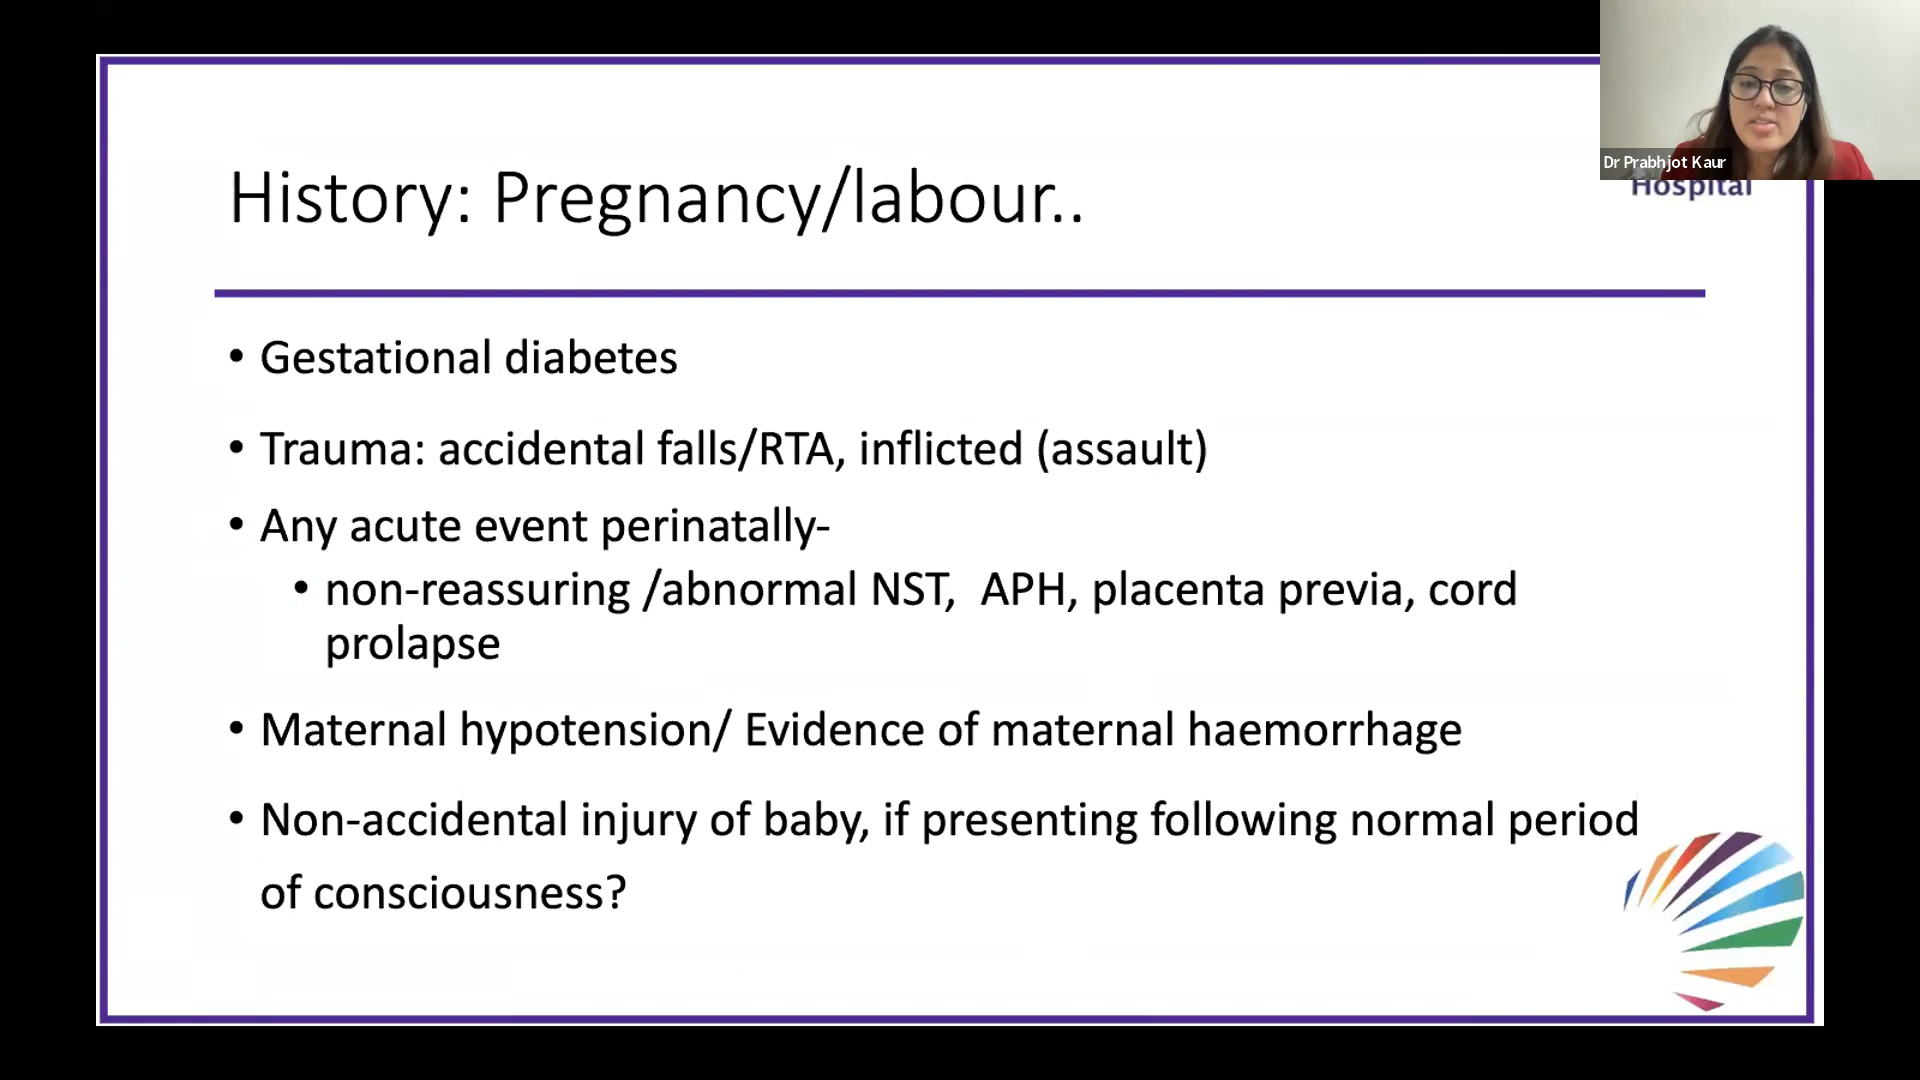 Dr Prabhjot Kaur
Hospital
History: Pregnancy/labour..
• Gestational diabetes
• Trauma: accidental falls/RTA, inflicted (assault)
• Any acute event perinatally-
• non-reassuring /abnormal NST,  APH, placenta previa, cord
prolapse
• Maternal hypotension/ Evidence of maternal haemorrhage
• Non-accidental injury of baby, if presenting following normal period
of consciousness?